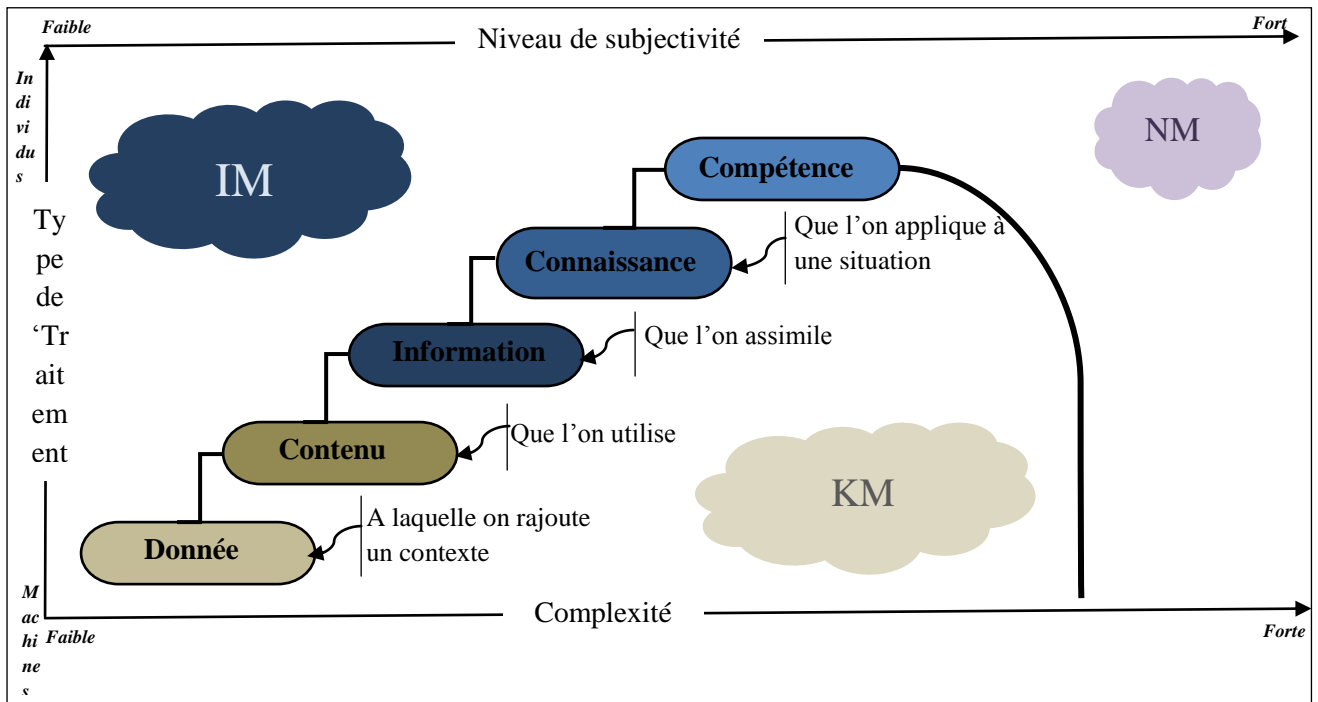 Faible
Niveau de subjectivité
Fort
In
di
vi
du
s
IM
NM
Compétence
Ty
pe
de
‘Tr
ait
em
ent
Que l’on applique à
une situation
Connaissance
Que l’on assimile
Information
Que l’on utilise
Contenu
KM
A laquelle on rajoute
un contexte
Donnée
M
ac
hi
ne
s
Complexité
Faible
Forte